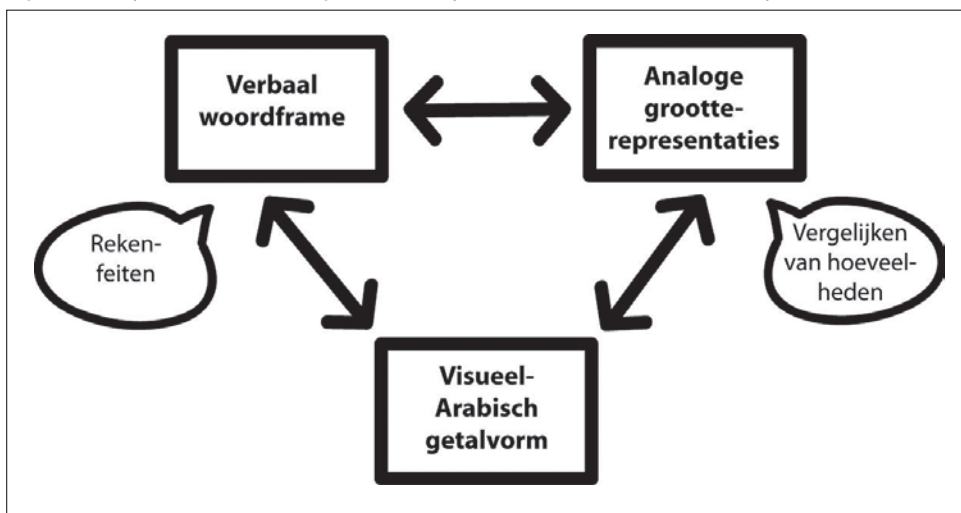 Verbaal
woordframe
Analoge
grootte-
representaties
Reken-
feiten
Vergelijken
van hoeveel-
heden
Visueel-
Arabisch
getalvorm